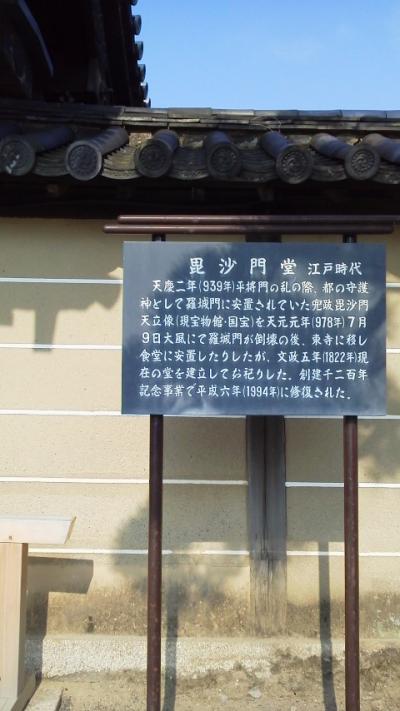 毘沙門堂 江戸時代
天慶二年(939年)平将門の乱の際、都の守護
神として羅城門に安置されていた兜跋毘沙門
天立像(現宝物館・国宝)を天元元年(978年)7月
9日大風にて羅城門が倒壊の後、東寺に移し
食堂に安置したりしたが、文政五年(1822年)現
在の堂を建立してお祀りした。創建千二百年
記念事業で平成六年(1994年)に修復された。